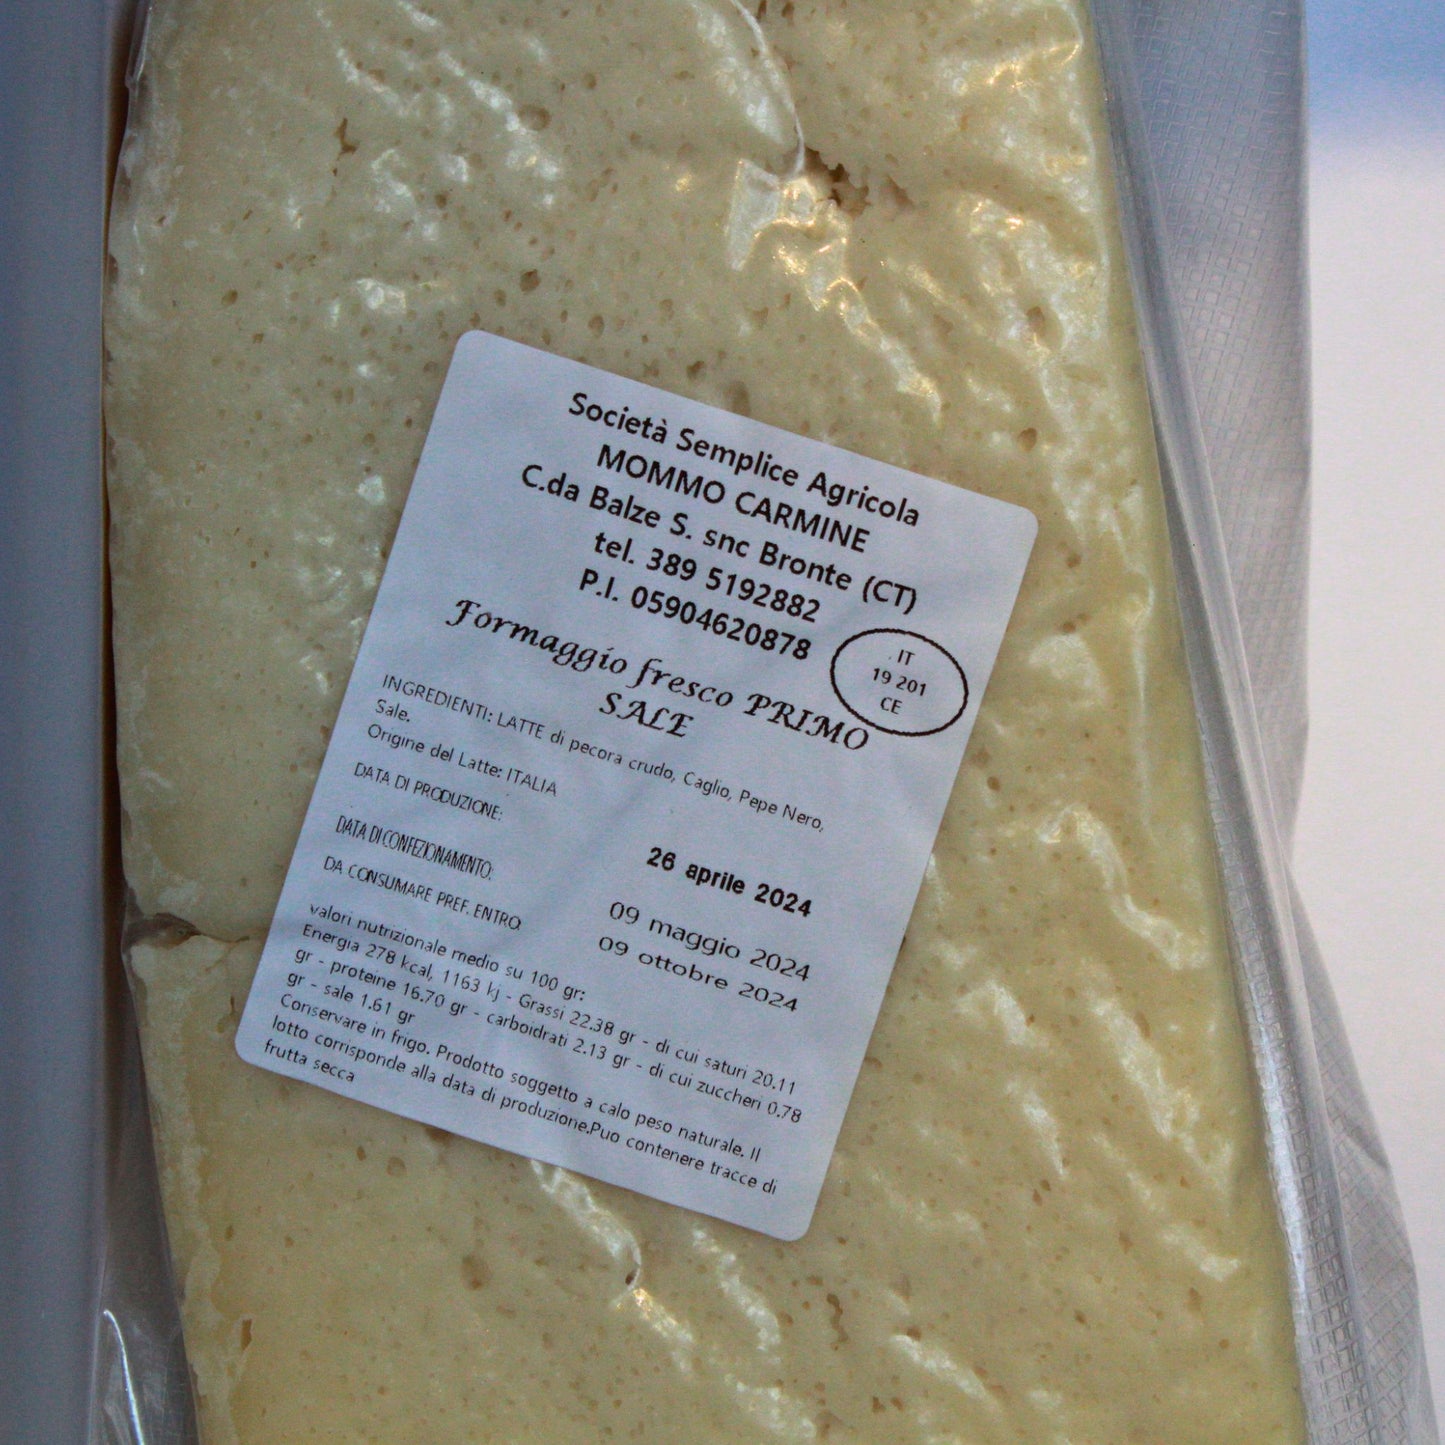 Società Semplice Agricola
MOMMO CARMINE
C.da Balze S. snc Bronte (CT)
tel. 389 5192882
P.I. 05904620878
IT
19 201
CE
Formaggio fresco PRIMO
SALE
INGREDIENTI: LATTE di pecora crudo, Caglio, Pepe Nero,
Sale.
Origine del Latte: ITALIA
DATA DI PRODUZIONE: 26 aprile 2024
DATA DI CONFEZIONAMENTO: 09 maggio 2024
DA CONSUMARE PREF. ENTRO: 09 ottobre 2024
valori nutrizionale medio su 100 gr:
Energia 278 kcal, 1163 kj - Grassi 22.38 gr - di cui saturi 20.11
gr - proteine 16.70 gr - carboidrati 2.13 gr - di cui zuccheri 0.78
gr - sale 1.61 gr
Conservare in frigo. Prodotto soggetto a calo peso naturale. Il
lotto corrisponde alla data di produzione.Puo contenere tracce di
frutta secca